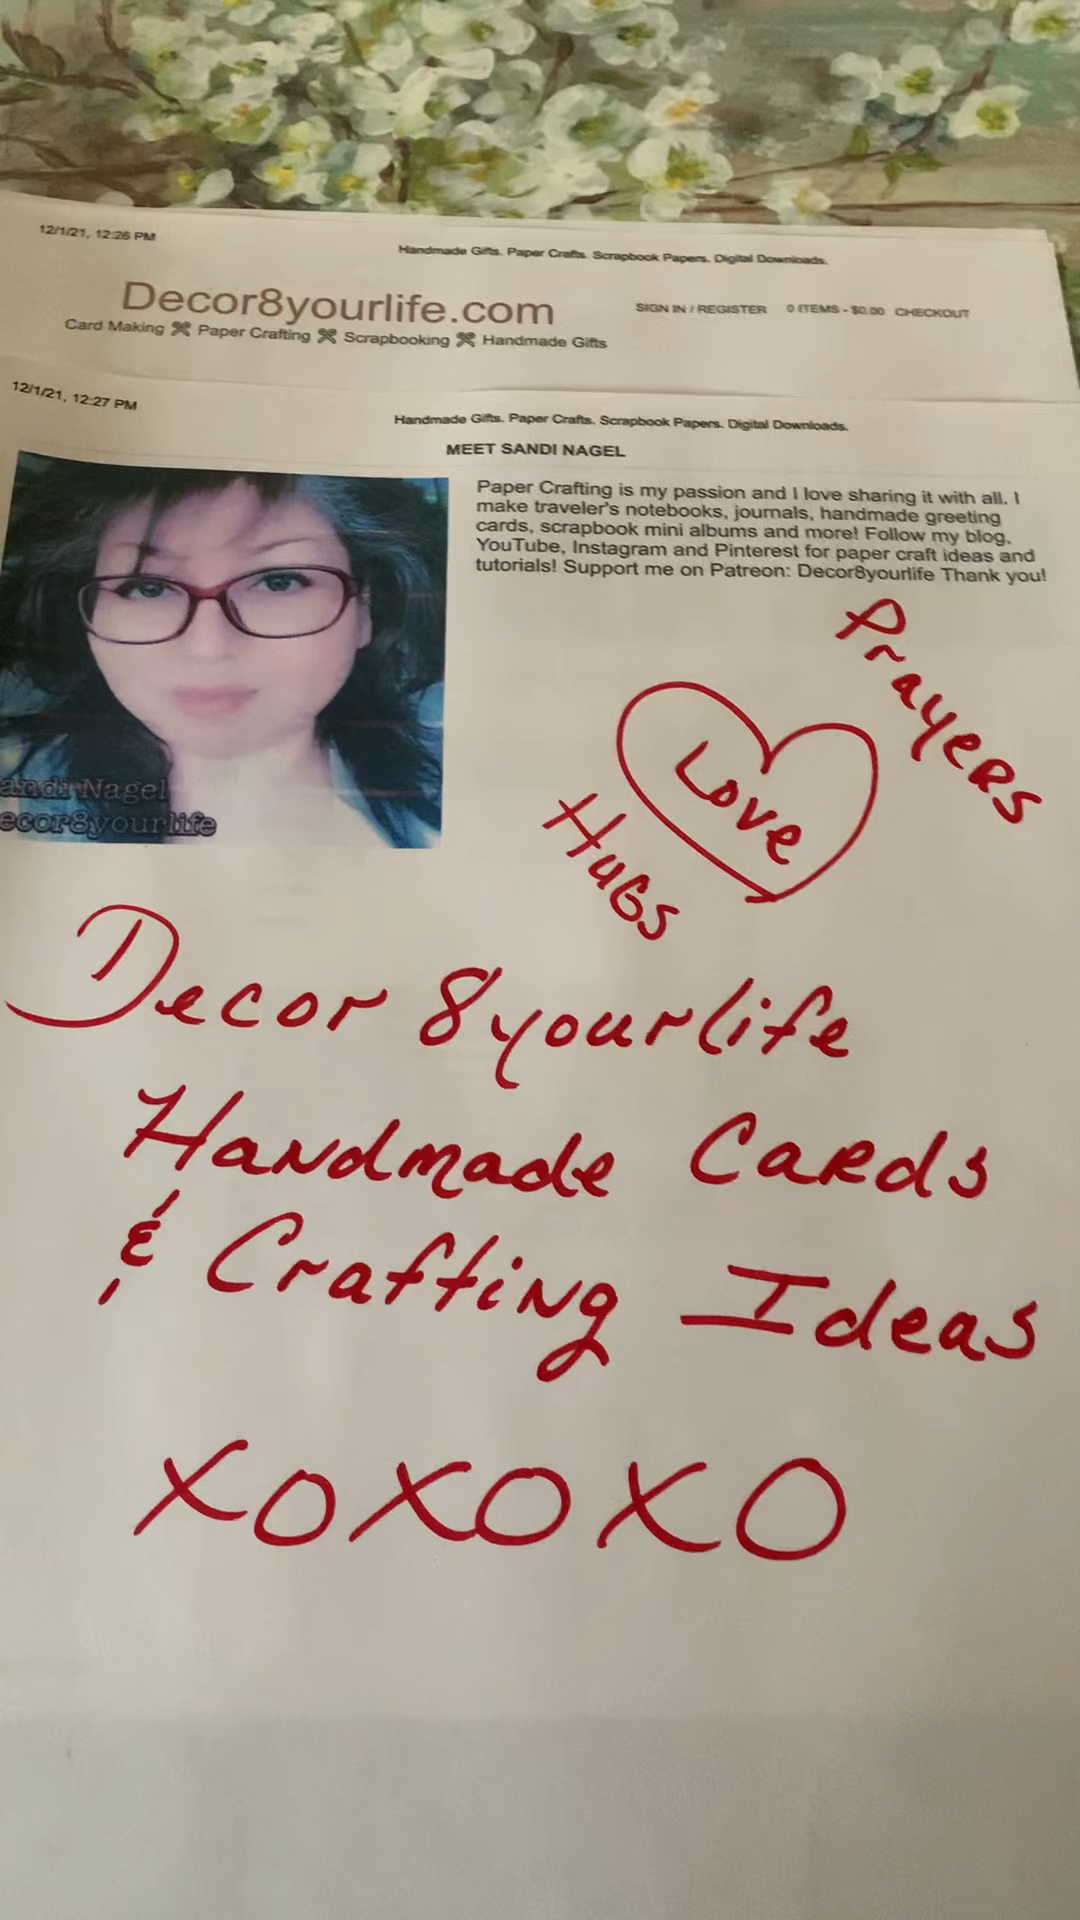 12/1/21, 12:26 PM
Handmade Gifts. Paper Crafts. Scrapbook Papers. Digital Downloads.
Decor8yourlife.com
SIGN IN / REGISTER 0 ITEMS - $0.00 CHECKOUT
Card Making Paper Crafting Scrapbooking Handmade Gifts
12/1/21, 12:27 PM
Handmade Gifts. Paper Crafts. Scrapbook Papers. Digital Downloads.
MEET SANDI NAGEL
Paper Crafting is my passion and I love sharing it with all. I
make traveler's notebooks, journals, handmade greeting
cards, scrapbook mini albums and more! Follow my blog,
YouTube, Instagram and Pinterest for paper craft ideas and
tutorials! Support me on Patreon: Decor8yourlife Thank you!
andi Nagel
ecor8yourlife
Prayers
Love
Hugs
Decor 8yourlife
Handmade Cards
& Crafting Ideas
XOXOXO